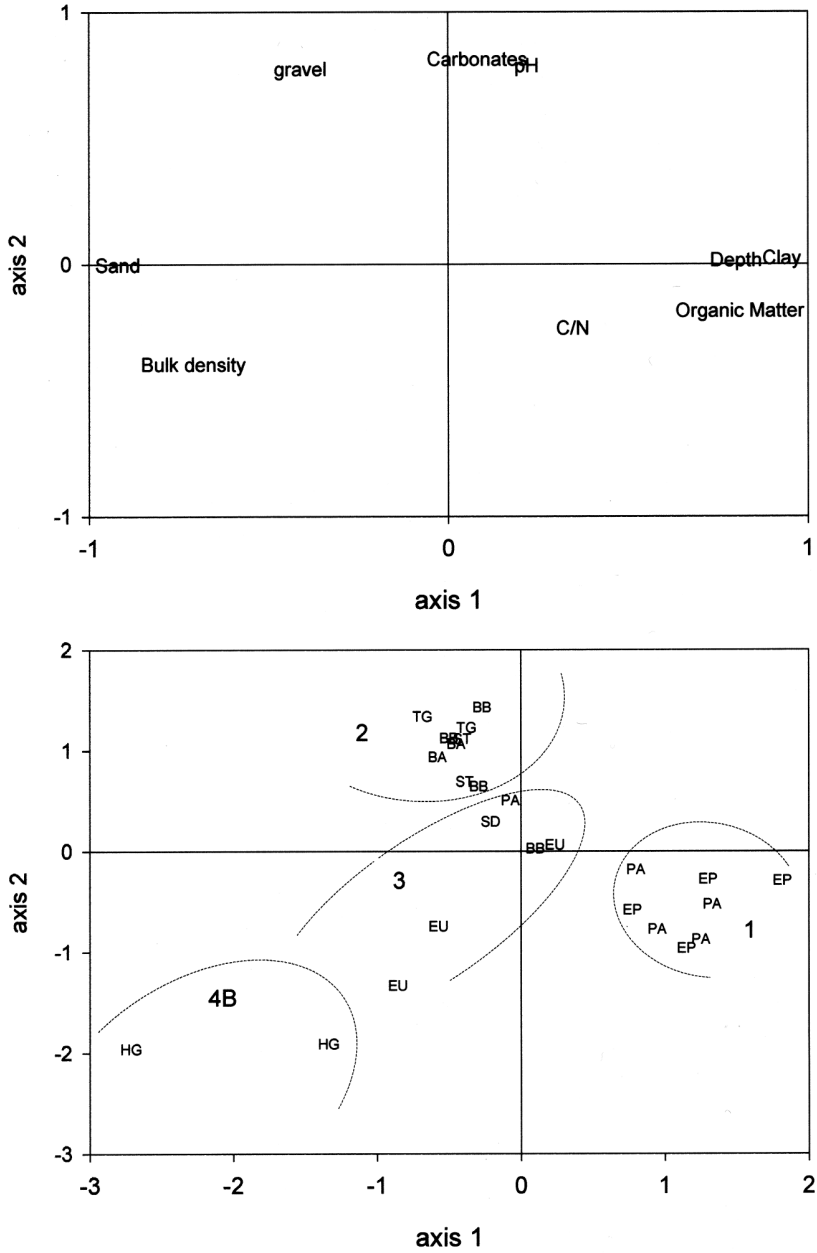 1
gravel
Carbonates
pH
axis 2
0
Sand
Depth
Clay
Organic Matter
C/N
Bulk density
-1
-1
0
1
axis 1
2
TG
BB
2
TG
BB
ST
BA
BA
1
ST
BB
PA
SD
BB
EU
0
axis 2
3
PA
EP
EP
EP
PA
EU
PA
PA
EP
1
-1
EU
4B
HG
HG
-2
-3
-3
-2
-1
0
1
2
axis 1